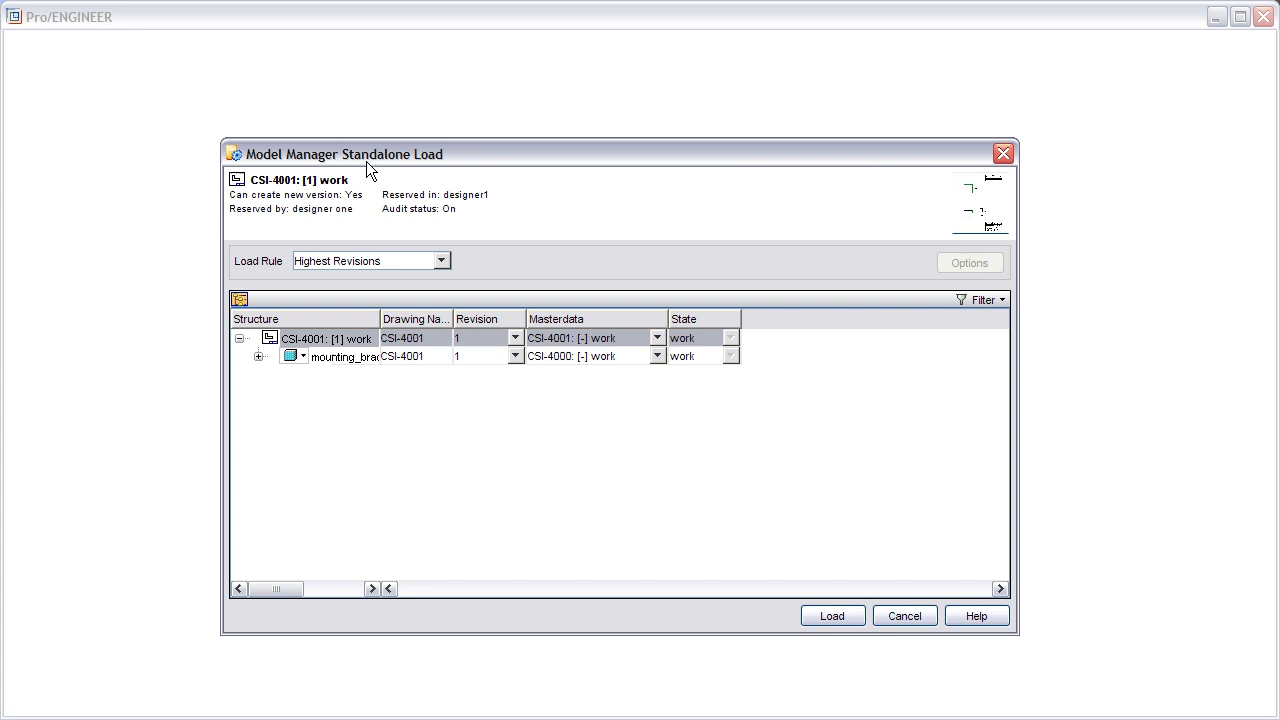 Pro/ENGINEER
Model Manager Standalone Load
CSI-4001: [1] work
Can create new version: Yes Reserved in: designer1
Reserved by: designer one Audit status: On
Load Rule Highest Revisions Options
Filter
Structure Drawing Na... Revision Masterdata State
CSI-4001: [1] work CSI-4001 1 CSI-4001: [-] work work
mounting_brac CSI-4001 1 CSI-4000: [-] work work
Load Cancel Help